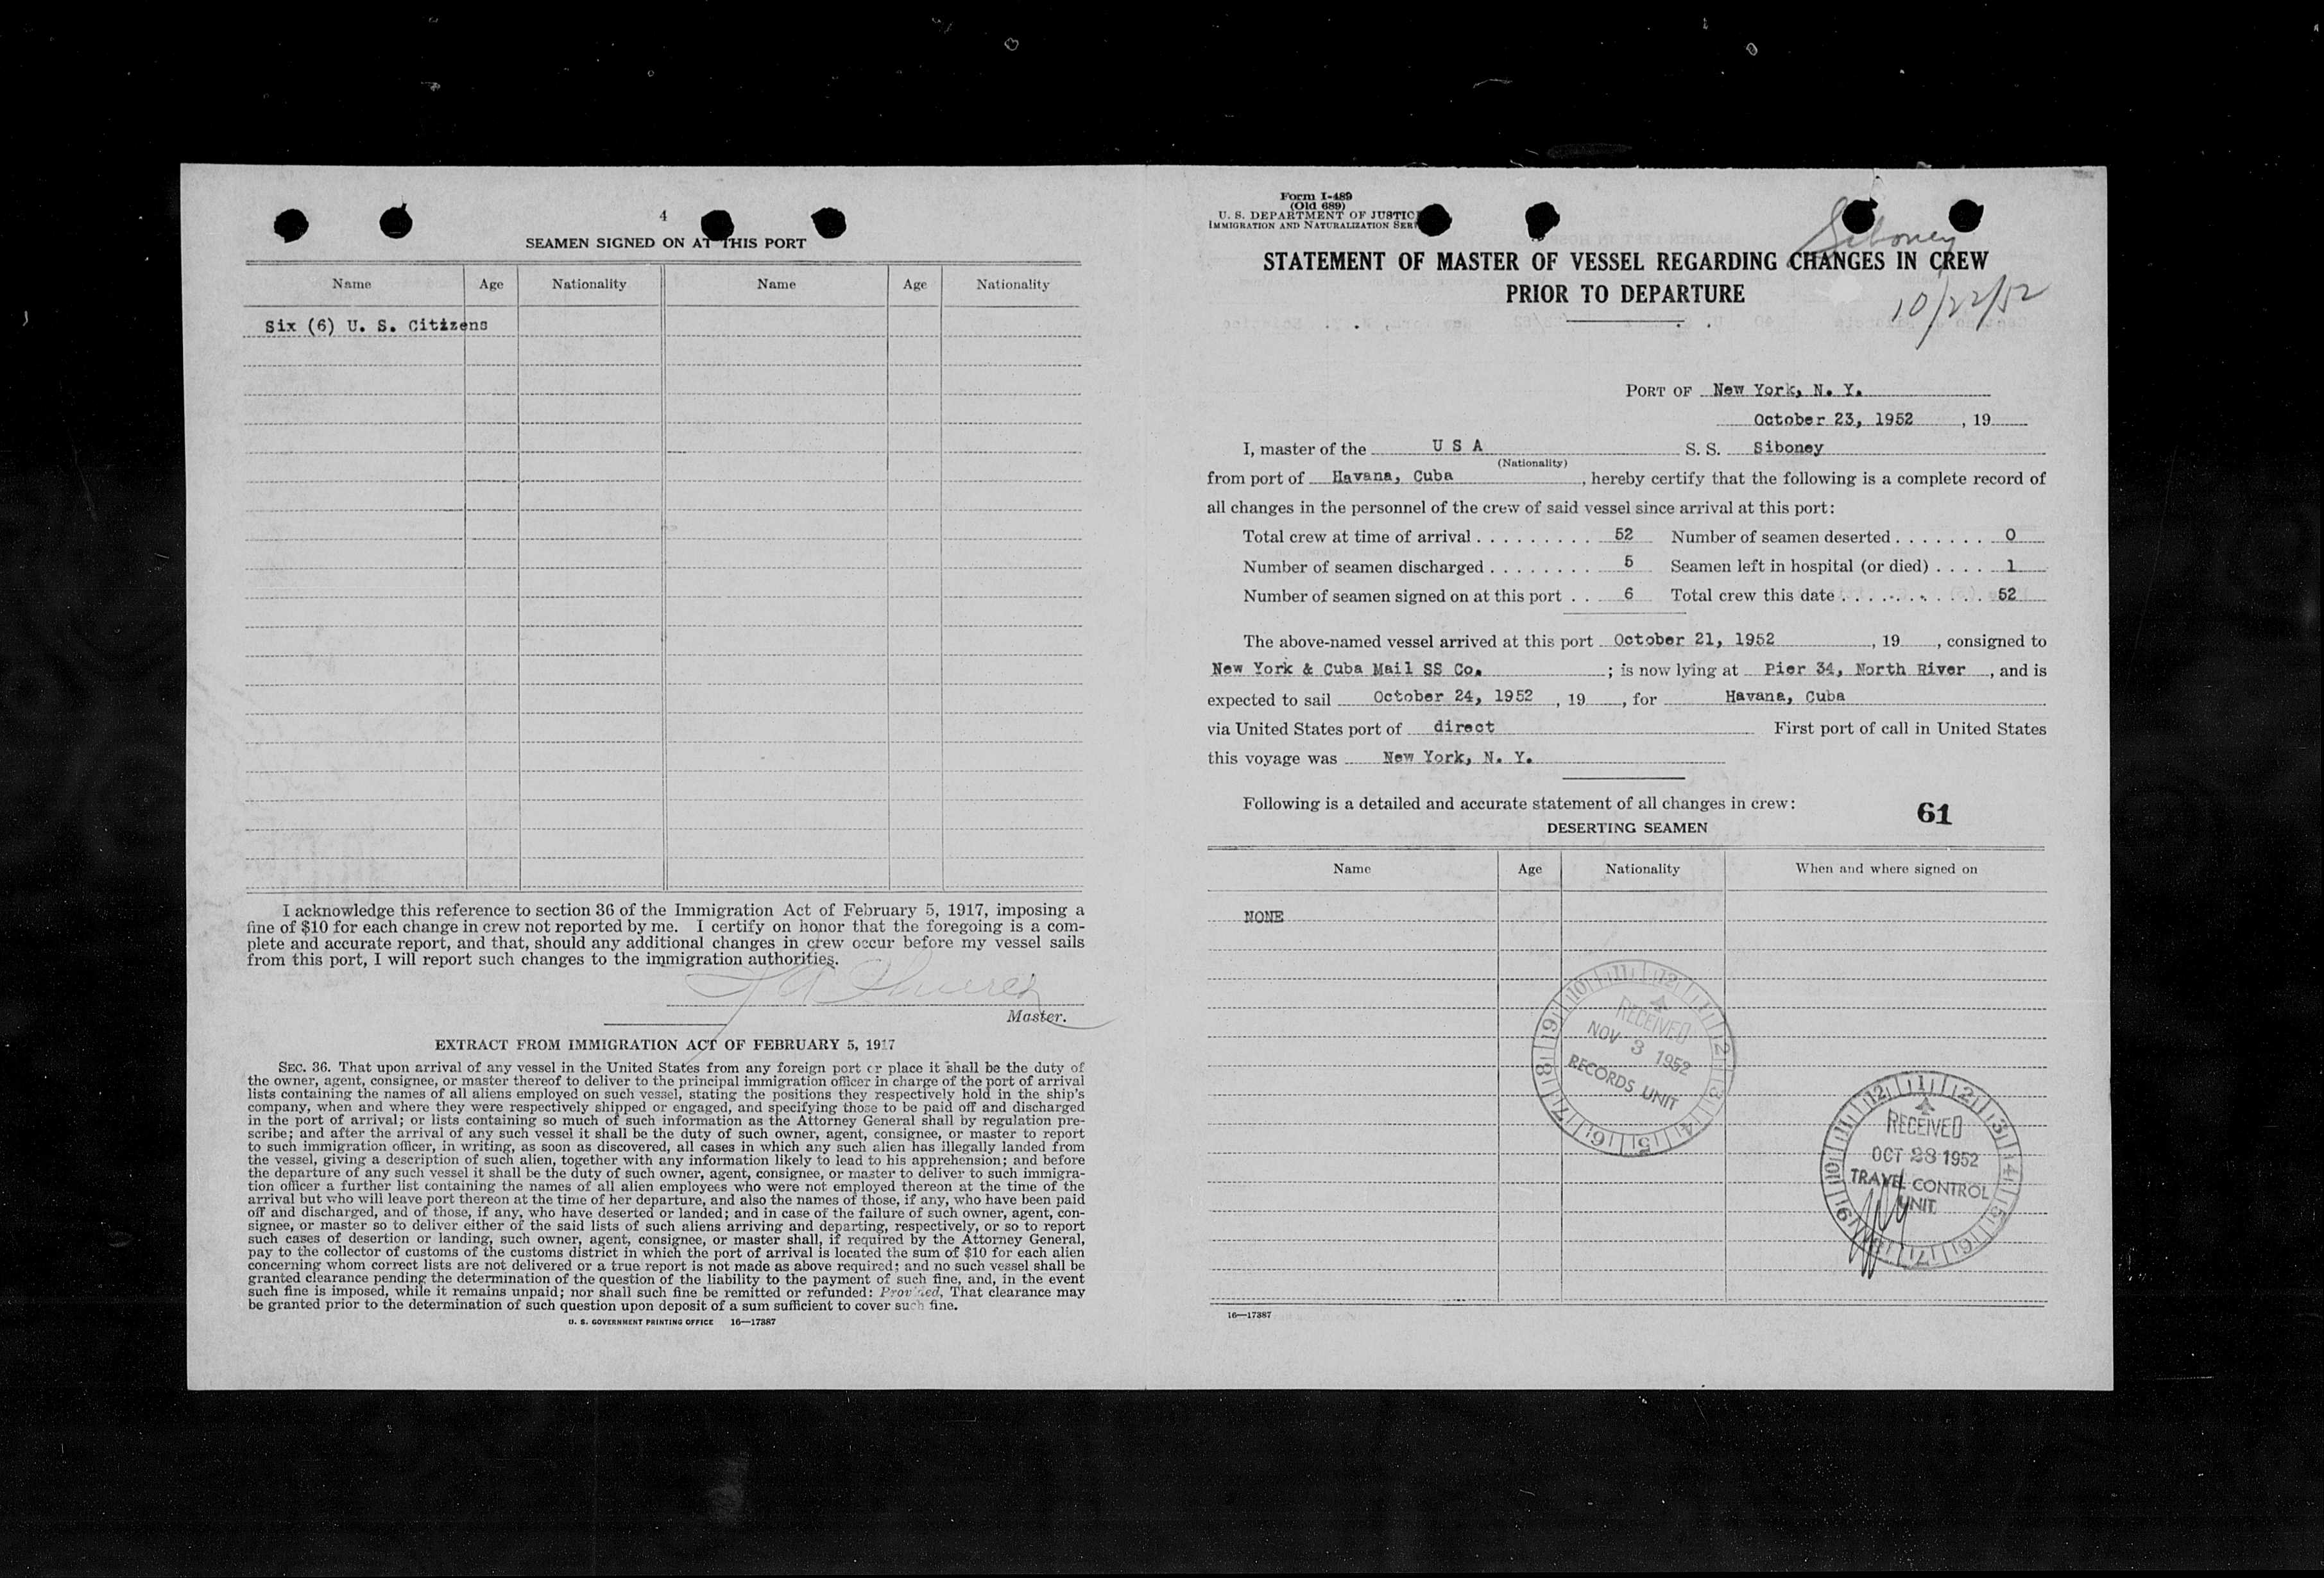 4
SEAMEN SIGNED ON AT THIS PORT
Name Age Nationality Name Age Nationality
Six (6) U. S. Citizens
I acknowledge this reference to section 36 of the Immigration Act of February 5, 1917, imposing a
fine of $10 for each change in crew not reported by me. I certify on honor that the foregoing is a com-
plete and accurate report, and that, should any additional changes in crew occur before my vessel sails
from this port, I will report such changes to the immigration authorities.
Master.
EXTRACT FROM IMMIGRATION ACT OF FEBRUARY 5, 1917
SEC. 36. That upon arrival of any vessel in the United States from any foreign port or place it shall be the duty of
the owner, agent, consignee, or master thereof to deliver to the principal immigration officer in charge of the port of arrival
lists containing the names of all aliens employed on such vessel, stating the positions they respectively hold in the ship's
company, when and where they were respectively shipped or engaged, and specifying those to be paid off and discharged
in the port of arrival; or lists containing so much of such information as the Attorney General shall by regulation pre-
scribe; and after the arrival of any such vessel it shall be the duty of such owner, agent, consignee, or master to report
to such immigration officer, in writing, as soon as discovered, all cases in which any such alien has illegally landed from
the vessel, giving a description of such alien, together with any information likely to lead to his apprehension; and before
the departure of any such vessel it shall be the duty of such owner, agent, consignee, or master to deliver to such immigra-
tion officer a further list containing the names of all alien employees who were not employed thereon at the time of the
arrival but who will leave port thereon at the time of her departure, and also the names of those, if any, who have been paid
off and discharged, and of those, if any, who have deserted or landed; and in case of the failure of such owner, agent, con-
signee, or master so to deliver either of the said lists of such aliens arriving and departing, respectively, or so to report
such cases of desertion or landing, such owner, agent, consignee, or master shall, if required by the Attorney General,
pay to the collector of customs of the customs district in which the port of arrival is located the sum of $10 for each alien
concerning whom correct lists are not delivered or a true report is not made as above required; and no such vessel shall be
granted clearance pending the determination of the question of the liability to the payment of such fine, and, in the event
such fine is imposed, while it remains unpaid; nor shall such fine be remitted or refunded: Provided, That clearance may
be granted prior to the determination of such question upon deposit of a sum sufficient to cover such fine.
U. S. GOVERNMENT PRINTING OFFICE 16—17387
Form I-489
(Old 689)
U. S. DEPARTMENT OF JUSTIC
IMMIGRATION AND NATURALIZATION SER
Siboney
STATEMENT OF MASTER OF VESSEL REGARDING CHANGES IN CREW
PRIOR TO DEPARTURE
10/22/52
PORT OF New York, N. Y.
October 23, 1952 , 19
I, master of the U S A S. S. Siboney
(Nationality)
from port of Havana, Cuba , hereby certify that the following is a complete record of
all changes in the personnel of the crew of said vessel since arrival at this port:
Total crew at time of arrival . . . . . . . . . 52 Number of seamen deserted . . . . . . . 0
Number of seamen discharged . . . . . . . . 5 Seamen left in hospital (or died) . . . . 1
Number of seamen signed on at this port . . 6 Total crew this date . . . . . . . . . . . 52
The above-named vessel arrived at this port October 21, 1952 , 19 , consigned to
New York & Cuba Mail SS Co. ; is now lying at Pier 34, North River , and is
expected to sail October 24, 1952 , 19 , for Havana, Cuba
via United States port of direct First port of call in United States
this voyage was New York, N. Y.
Following is a detailed and accurate statement of all changes in crew:
61
DESERTING SEAMEN
Name Age Nationality When and where signed on
NONE
10 11 12 1 2 3 4 5 6 7 8 9
RECEIVED
NOV 3 1952
RECORDS UNIT
12 1 2 3 4 5 6 7 8 9 10 11
RECEIVED
OCT 28 1952
TRAVEL CONTROL
UNIT
16—17387